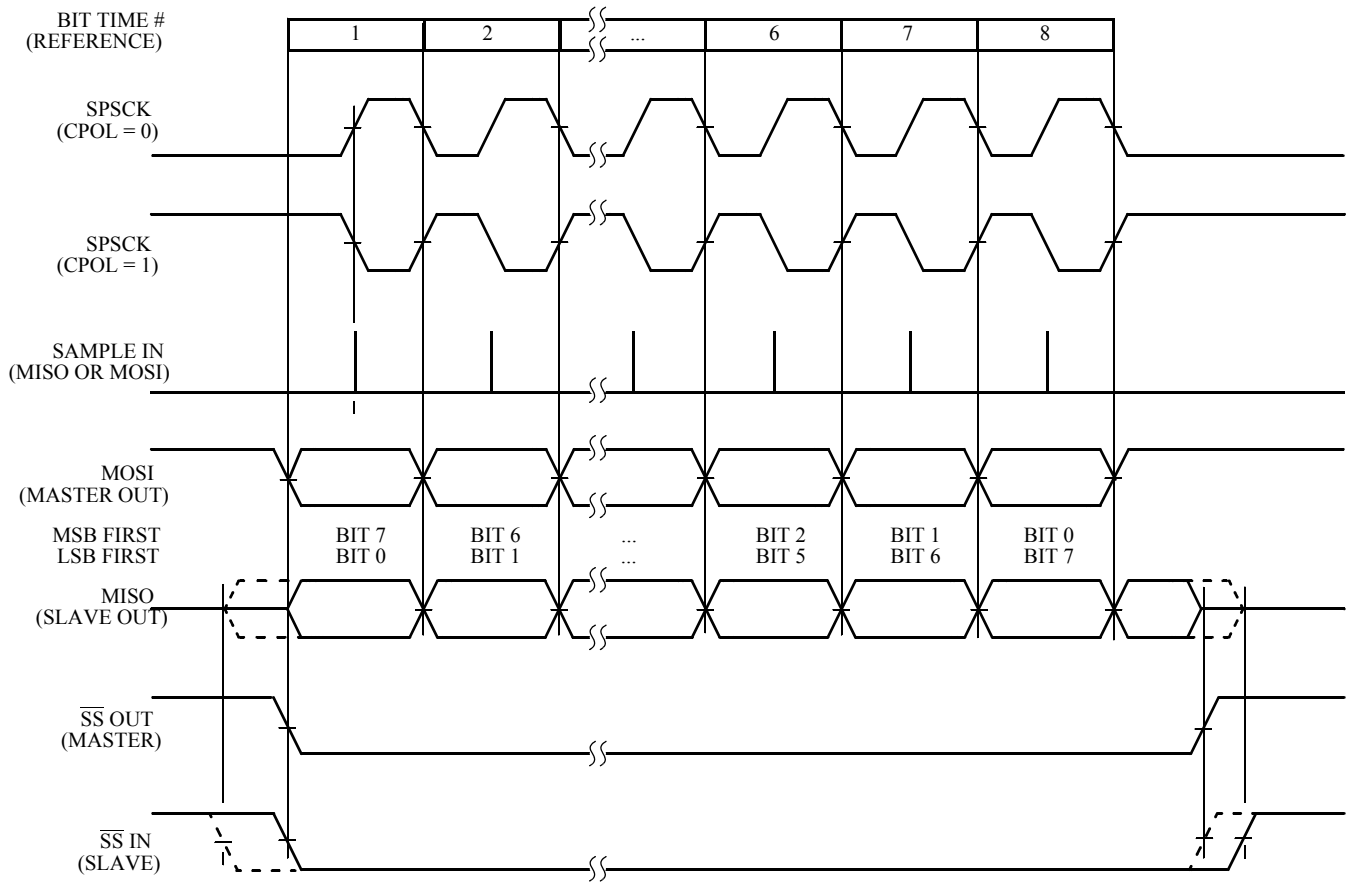 BIT TIME #
(REFERENCE)
1 2 ... 6 7 8
SPSCK
(CPOL = 0)
SPSCK
(CPOL = 1)
SAMPLE IN
(MISO OR MOSI)
MOSI
(MASTER OUT)
MSB FIRST BIT 7 BIT 6 ... BIT 2 BIT 1 BIT 0
LSB FIRST BIT 0 BIT 1 ... BIT 5 BIT 6 BIT 7
MISO
(SLAVE OUT)
S̅S̅ OUT
(MASTER)
S̅S̅ IN
(SLAVE)